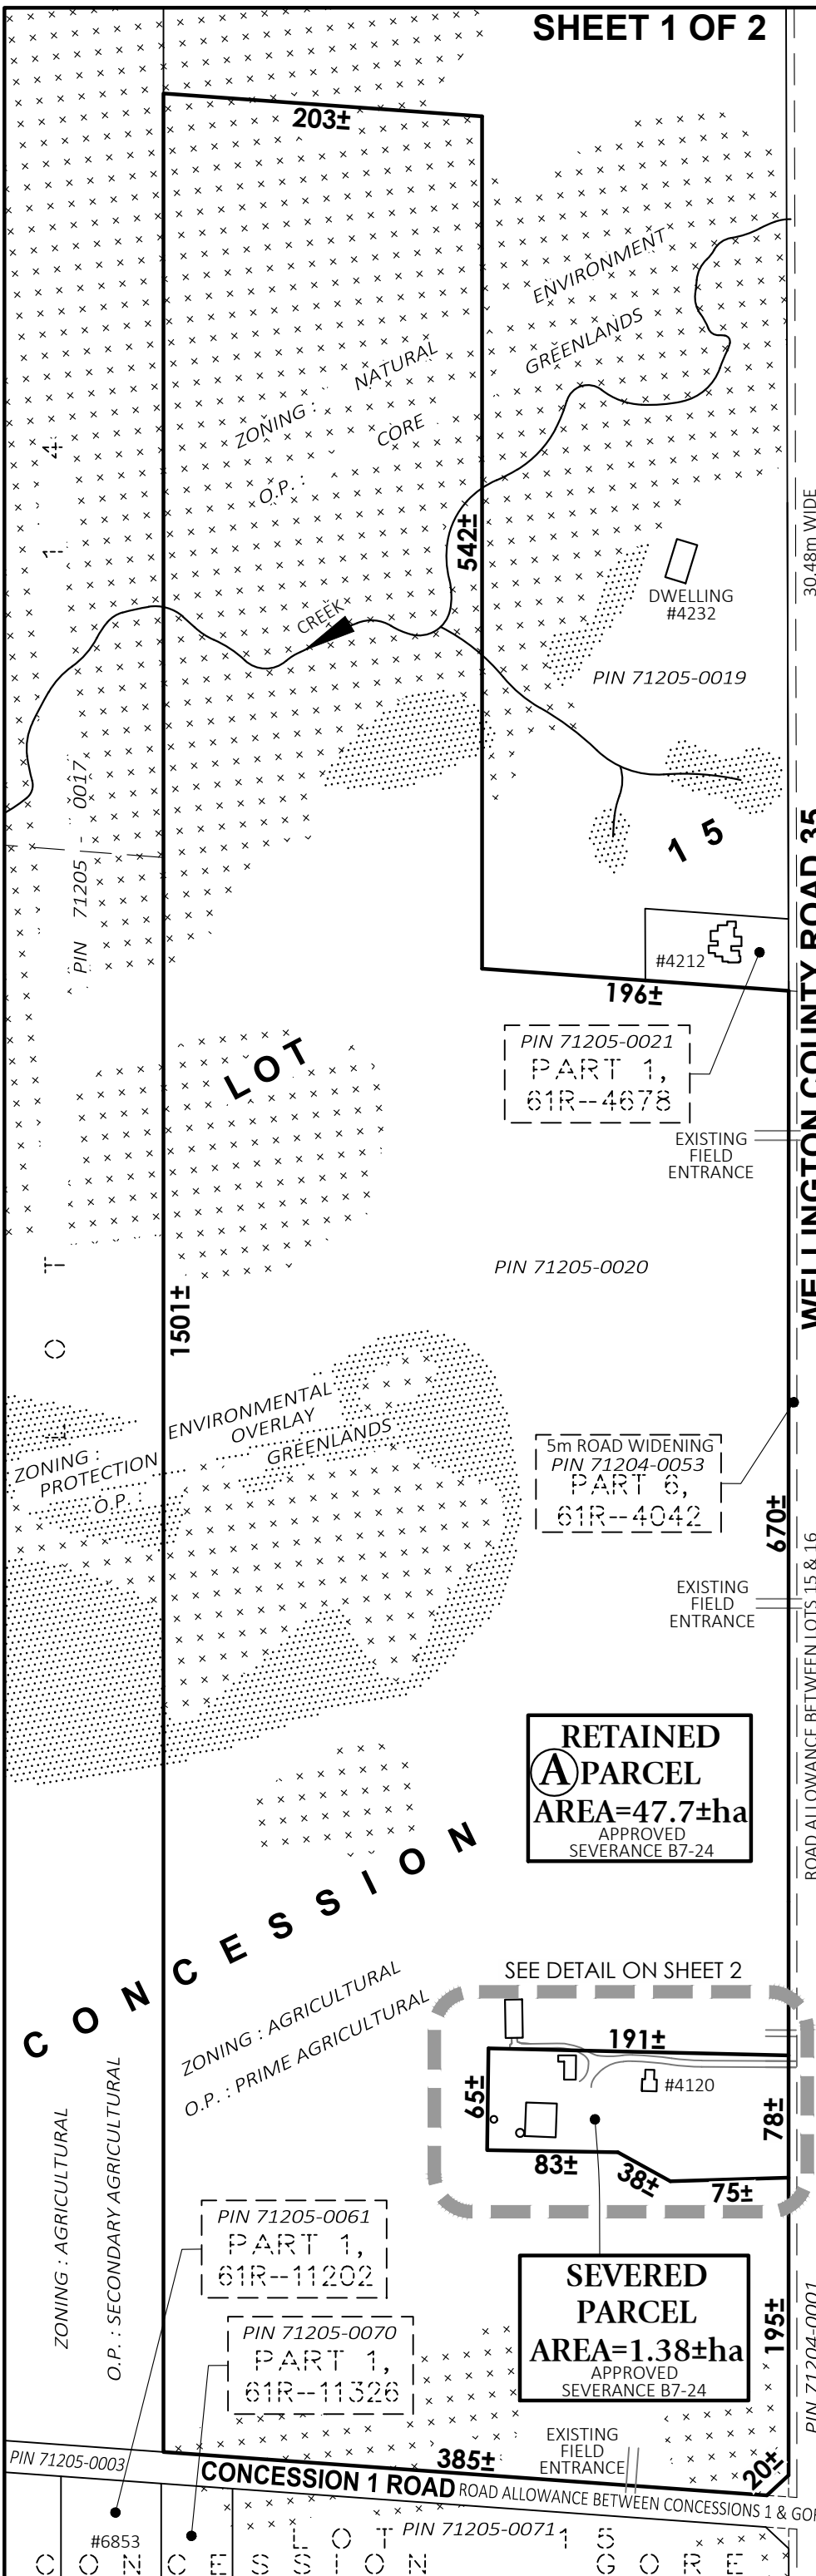 SHEET 1 OF 2
203±
ENVIRONMENT
GREENLANDS
NATURAL
ZONING :
CORE
O.P. :
14
542±
30.48m WIDE
CREEK
DWELLING
#4232
PIN 71205-0019
PIN 71205 - 0017
15
#4212
196±
WELLINGTON COUNTY ROAD 35
LOT
PIN 71205-0021
PART 1,
61R--4678
EXISTING
FIELD
ENTRANCE
PIN 71205-0020
1501±
LOT
ENVIRONMENTAL
OVERLAY
GREENLANDS
ZONING :
PROTECTION
O.P.
5m ROAD WIDENING
PIN 71204-0053
PART 6,
61R--4042
670±
EXISTING
FIELD
ENTRANCE
ROAD ALLOWANCE BETWEEN LOTS 15 & 16
RETAINED
A PARCEL
AREA=47.7±ha
APPROVED
SEVERANCE B7-24
CONCESSION
SEE DETAIL ON SHEET 2
ZONING : AGRICULTURAL
O.P. : PRIME AGRICULTURAL
191±
#4120
65±
78±
83±
38±
75±
ZONING : AGRICULTURAL
O.P. : SECONDARY AGRICULTURAL
PIN 71205-0061
PART 1,
61R--11202
SEVERED
PARCEL
AREA=1.38±ha
APPROVED
SEVERANCE B7-24
195±
PIN 71204-0001
PIN 71205-0070
PART 1,
61R--11326
EXISTING
FIELD
ENTRANCE
385±
20±
PIN 71205-0003
CONCESSION 1 ROAD ROAD ALLOWANCE BETWEEN CONCESSIONS 1 & GOR
#6853
LOT 15
PIN 71205-0071
CONCESSION GORE